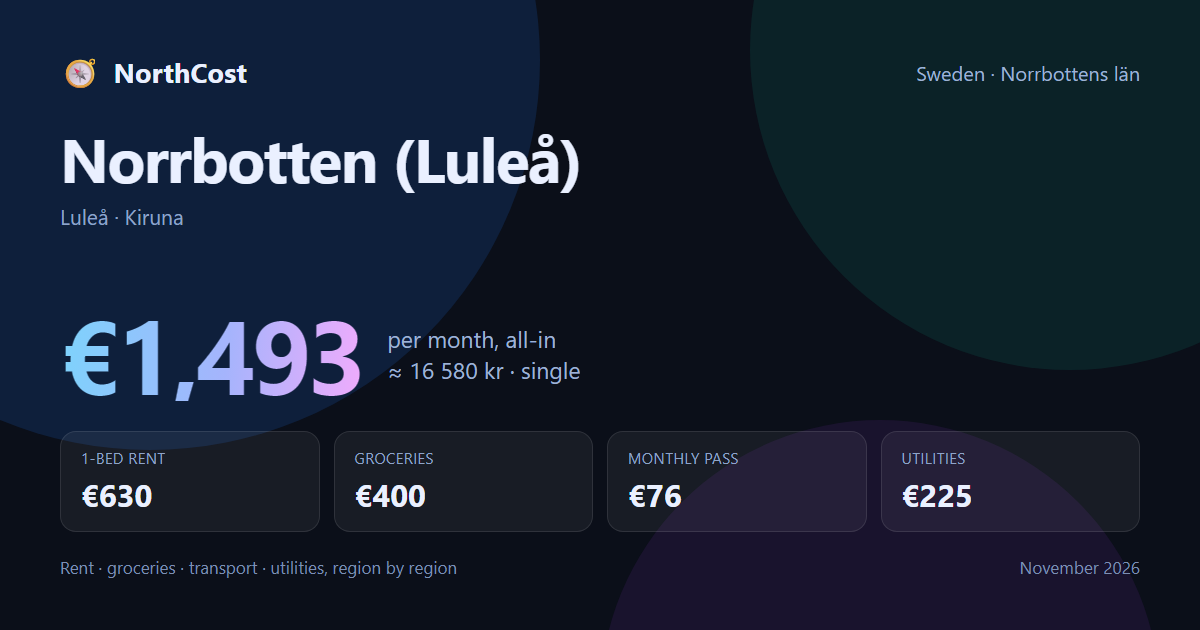 NorthCost
Sweden · Norrbottens län
Norrbotten (Luleå)
Luleå · Kiruna
€1,493
per month, all-in
≈ 16 580 kr · single
1-BED RENT
€630
GROCERIES
€400
MONTHLY PASS
€76
UTILITIES
€225
Rent · groceries · transport · utilities, region by region
November 2026